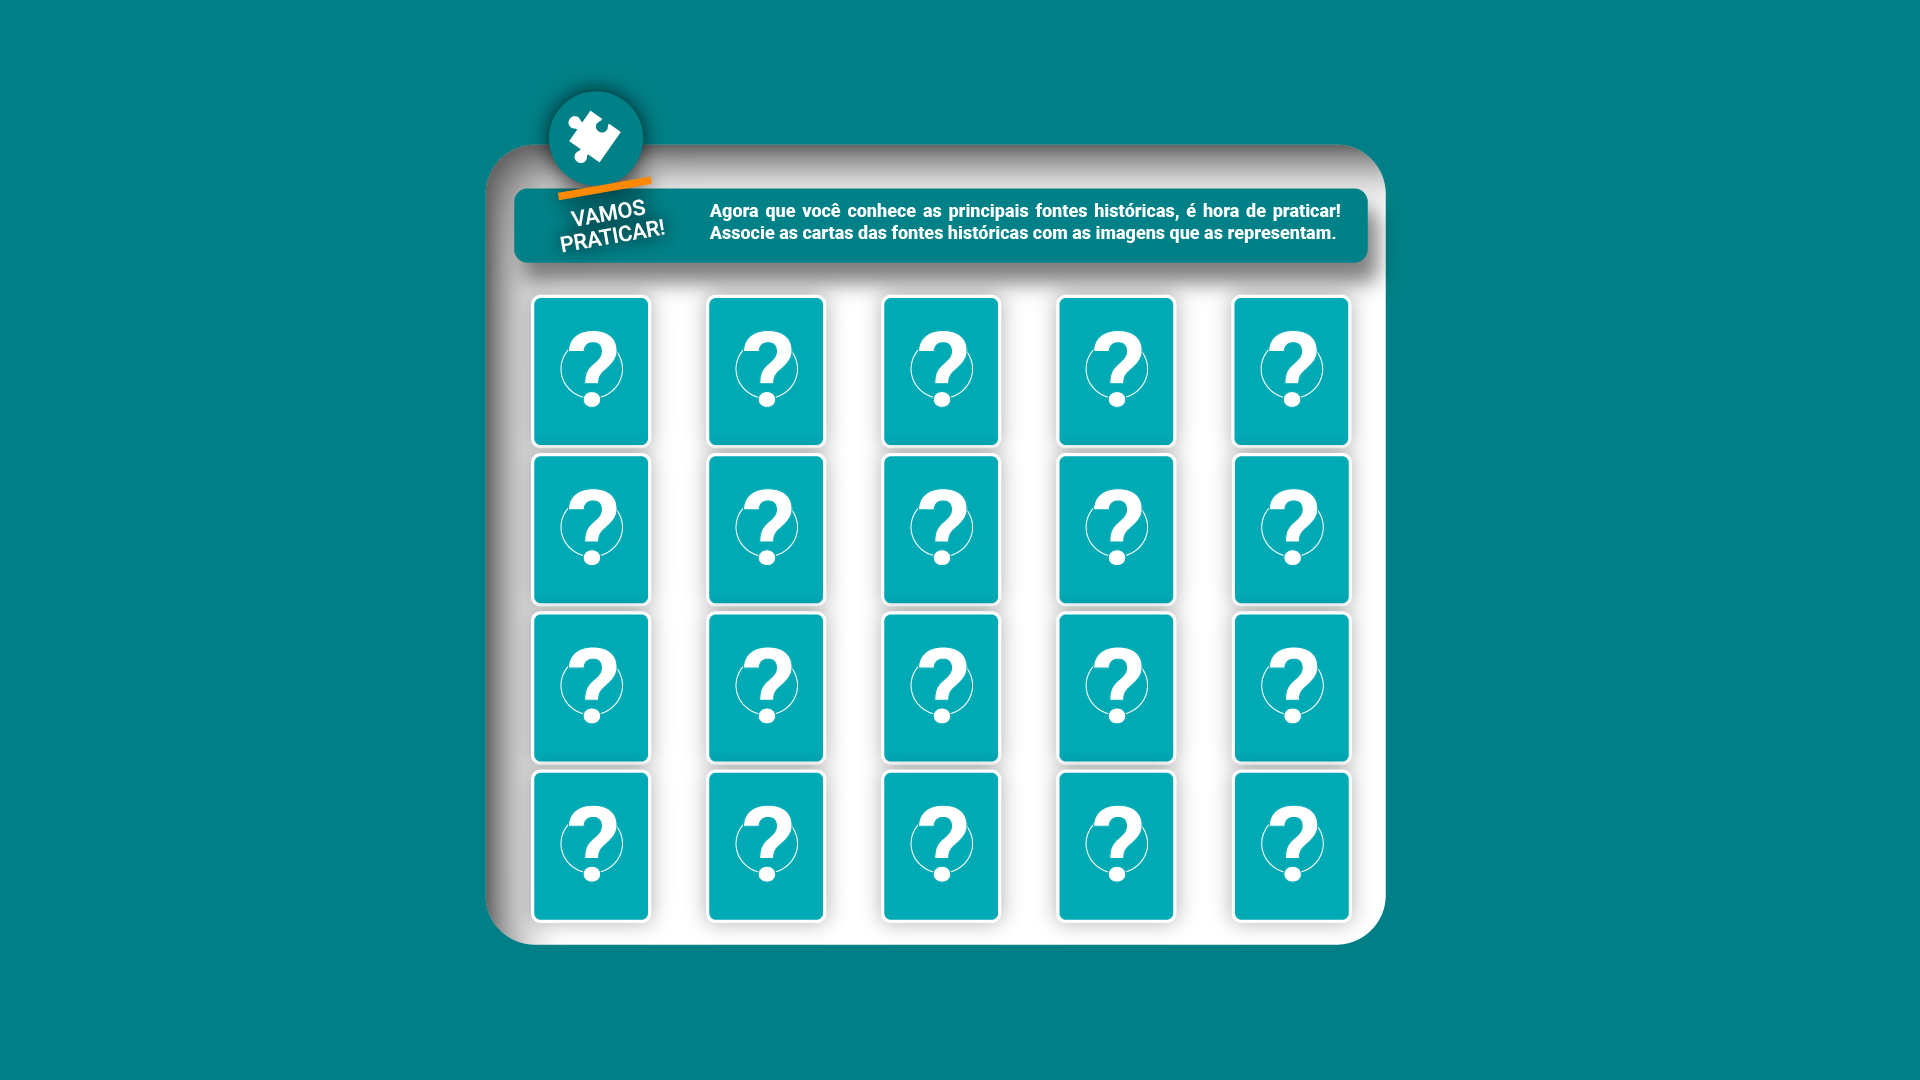 VAMOS
PRATICAR!
Agora que você conhece as principais fontes históricas, é hora de praticar!
Associe as cartas das fontes históricas com as imagens que as representam.
? ? ? ? ?
? ? ? ? ?
? ? ? ? ?
? ? ? ? ?